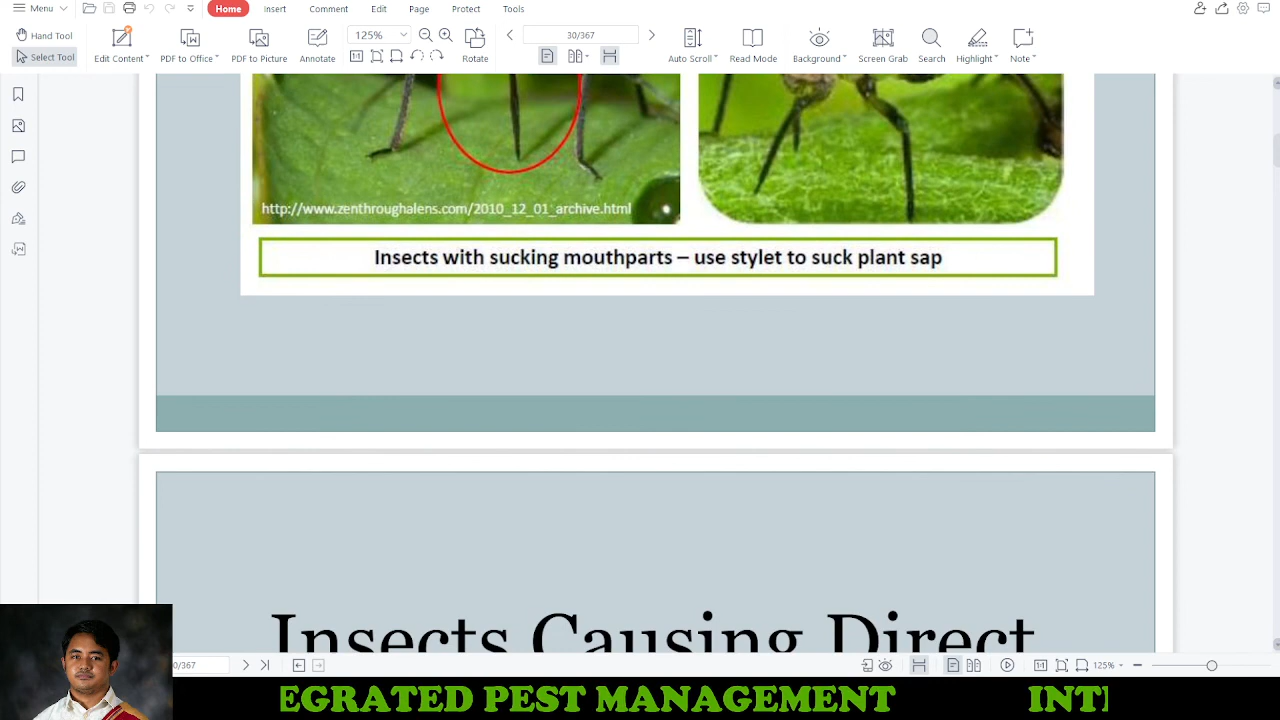 Menu
Home
Insert
Comment
Edit
Page
Protect
Tools
Hand Tool
Select Tool
Edit Content
PDF to Office
PDF to Picture
Annotate
125%
Rotate
30/367
Auto Scroll
Read Mode
Background
Screen Grab
Search
Highlight
Note
http://www.zenthroughalens.com/2010_12_01_archive.html
Insects with sucking mouthparts – use stylet to suck plant sap
Insects Causing Direct
0/367
125%
EGRATED PEST MANAGEMENT